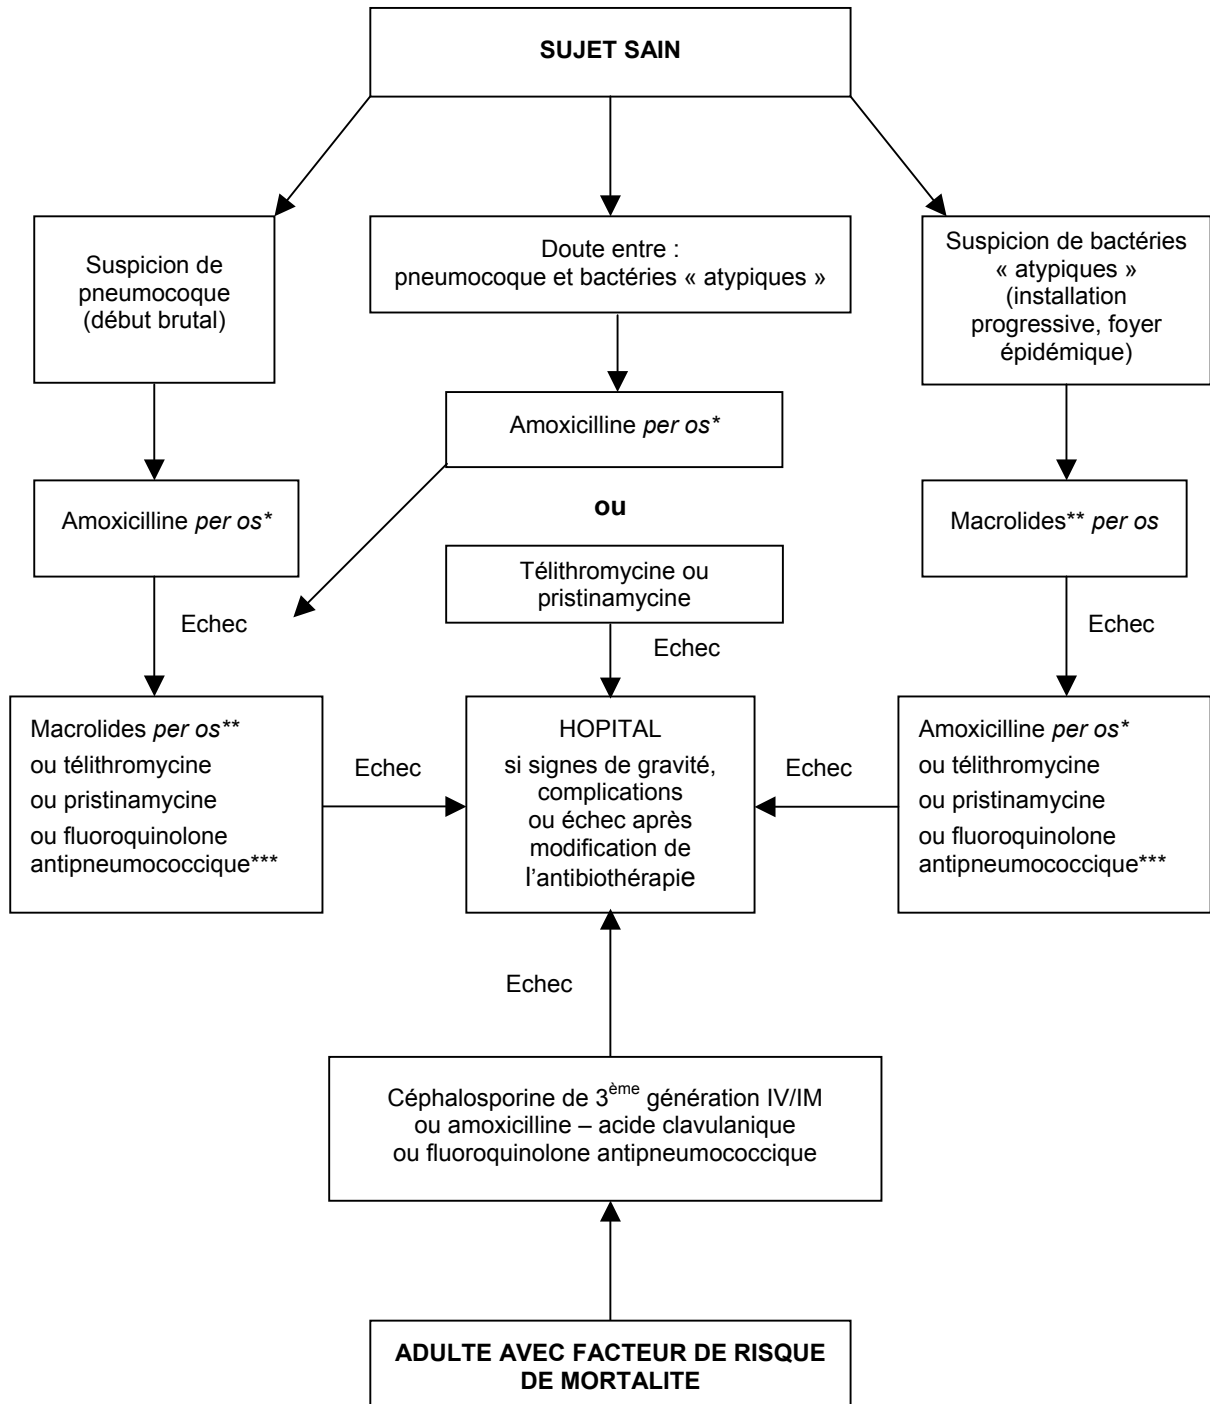 SUJET SAIN
Suspicion de
pneumocoque
(début brutal)
Doute entre :
pneumocoque et bactéries « atypiques »
Suspicion de bactéries
« atypiques »
(installation
progressive, foyer
épidémique)
Amoxicilline per os*
Amoxicilline per os*
ou
Télithromycine ou
pristinamycine
Macrolides** per os
Echec
Echec
Echec
Macrolides per os**
ou télithromycine
ou pristinamycine
ou fluoroquinolone
antipneumococcique***
Echec
HOPITAL
si signes de gravité,
complications
ou échec après
modification de
l'antibiothérapie
Echec
Amoxicilline per os*
ou télithromycine
ou pristinamycine
ou fluoroquinolone
antipneumococcique***
Echec
Céphalosporine de 3ème génération IV/IM
ou amoxicilline – acide clavulanique
ou fluoroquinolone antipneumococcique
ADULTE AVEC FACTEUR DE RISQUE
DE MORTALITE